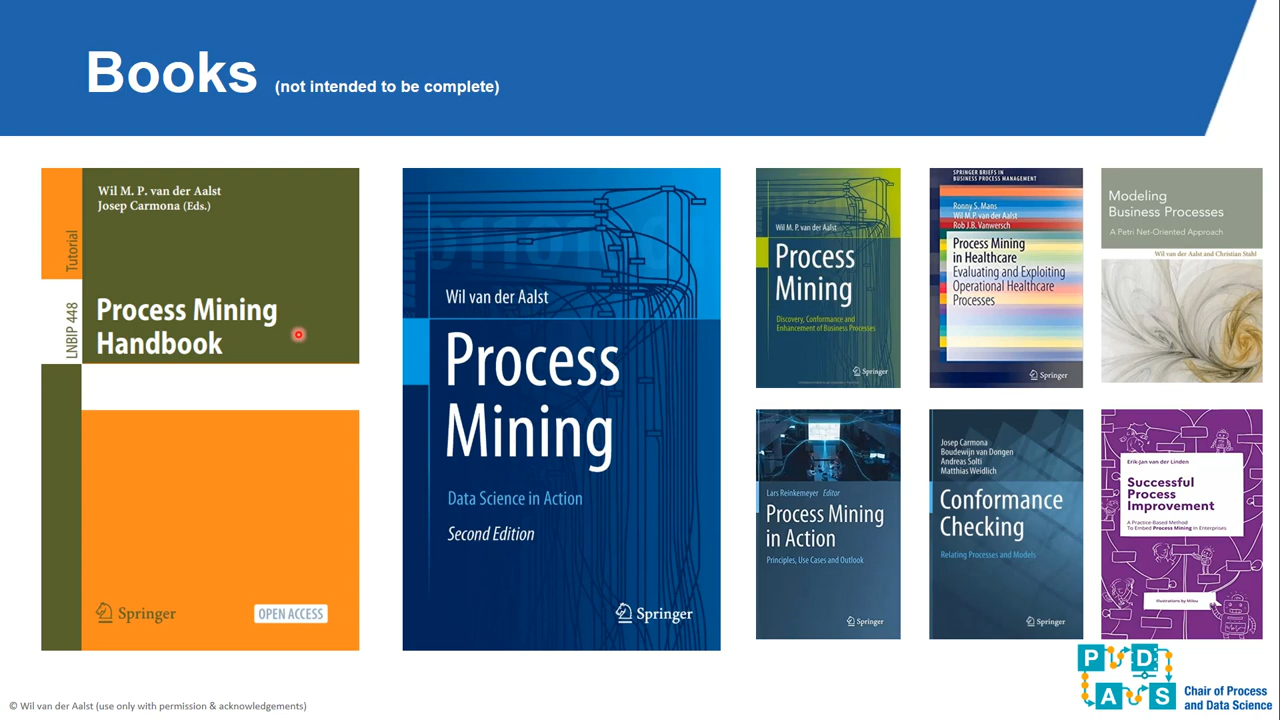 Books (not intended to be complete)
Wil M. P. van der Aalst
Josep Carmona (Eds.)
Tutorial
LNBIP 448
Process Mining
Handbook
Springer
OPEN ACCESS
Wil van der Aalst
Process
Mining
Data Science in Action
Second Edition
Springer
Wil M. P. van der Aalst
Process
Mining
Discovery, Conformance and
Enhancement of Business Processes
Springer
SPRINGER BRIEFS IN
BUSINESS PROCESS MANAGEMENT
Ronny S. Mans
Wil M.P. van der Aalst
Rob J.B. Vanwersch
Process Mining
in Healthcare
Evaluating and Exploiting
Operational Healthcare
Processes
Springer
Modeling
Business Processes
A Petri Net-Oriented Approach
Wil van der Aalst and Christian Stahl
Lars Reinkemeyer Editor
Process Mining
in Action
Principles, Use Cases and Outlook
Springer
Josep Carmona
Boudewijn van Dongen
Andreas Solti
Matthias Weidlich
Conformance
Checking
Relating Processes and Models
Springer
Erik-Jan van der Linden
Successful
Process
Improvement
A Practice-Based Method
To Embed Process Mining in Enterprises
Illustrations by Milou
P D
A S
Chair of Process
and Data Science
© Wil van der Aalst (use only with permission & acknowledgements)